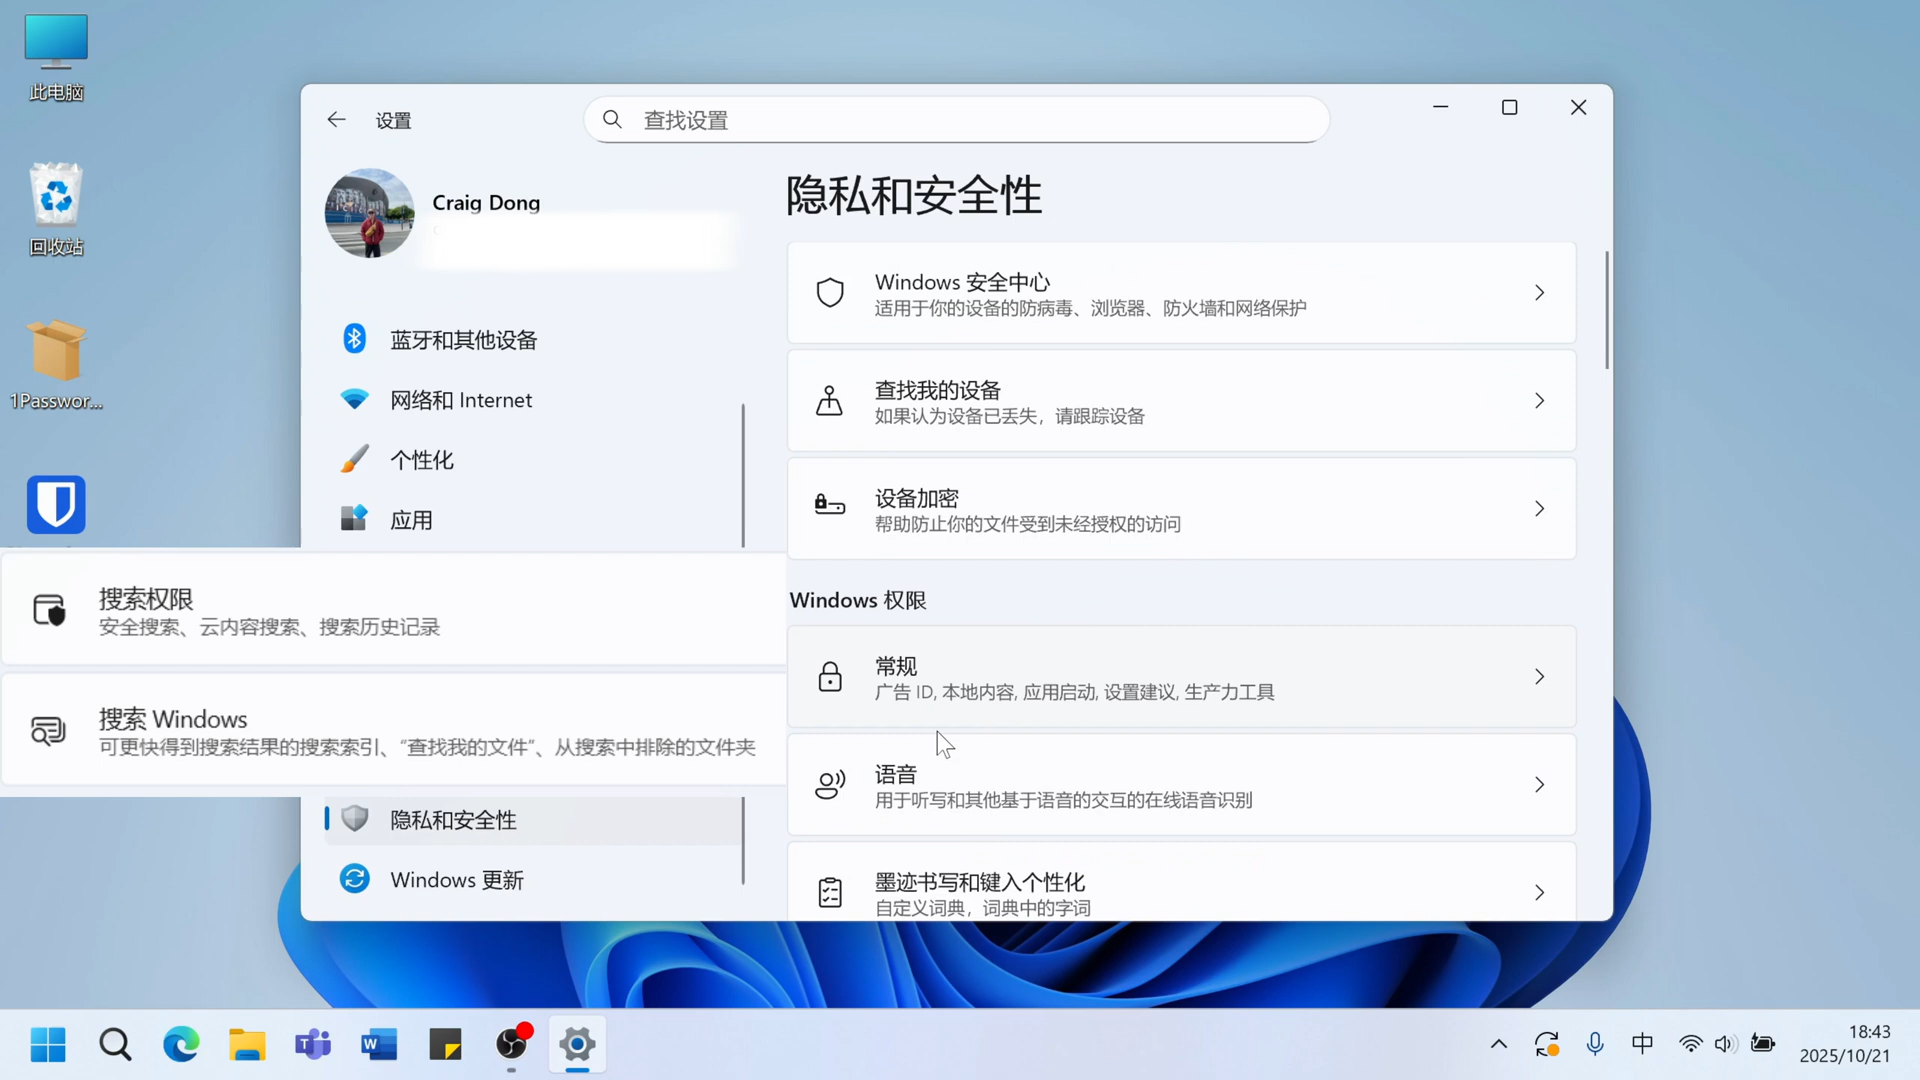 此电脑
回收站
1Passwor...
设置
查找设置
Craig Dong
蓝牙和其他设备
网络和 Internet
个性化
应用
搜索权限
安全搜索、云内容搜索、搜索历史记录
搜索 Windows
可更快得到搜索结果的搜索索引、“查找我的文件”、从搜索中排除的文件夹
隐私和安全性
Windows 更新
隐私和安全性
Windows 安全中心
适用于你的设备的防病毒、浏览器、防火墙和网络保护
查找我的设备
如果认为设备已丢失，请跟踪设备
设备加密
帮助防止你的文件受到未经授权的访问
Windows 权限
常规
广告 ID, 本地内容, 应用启动, 设置建议, 生产力工具
语音
用于听写和其他基于语音的交互的在线语音识别
墨迹书写和键入个性化
自定义词典，词典中的字词
中
18:43
2025/10/21